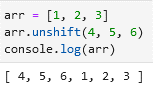 arr = [1, 2, 3]
arr.unshift(4, 5, 6)
console.log(arr)
[ 4, 5, 6, 1, 2, 3 ]